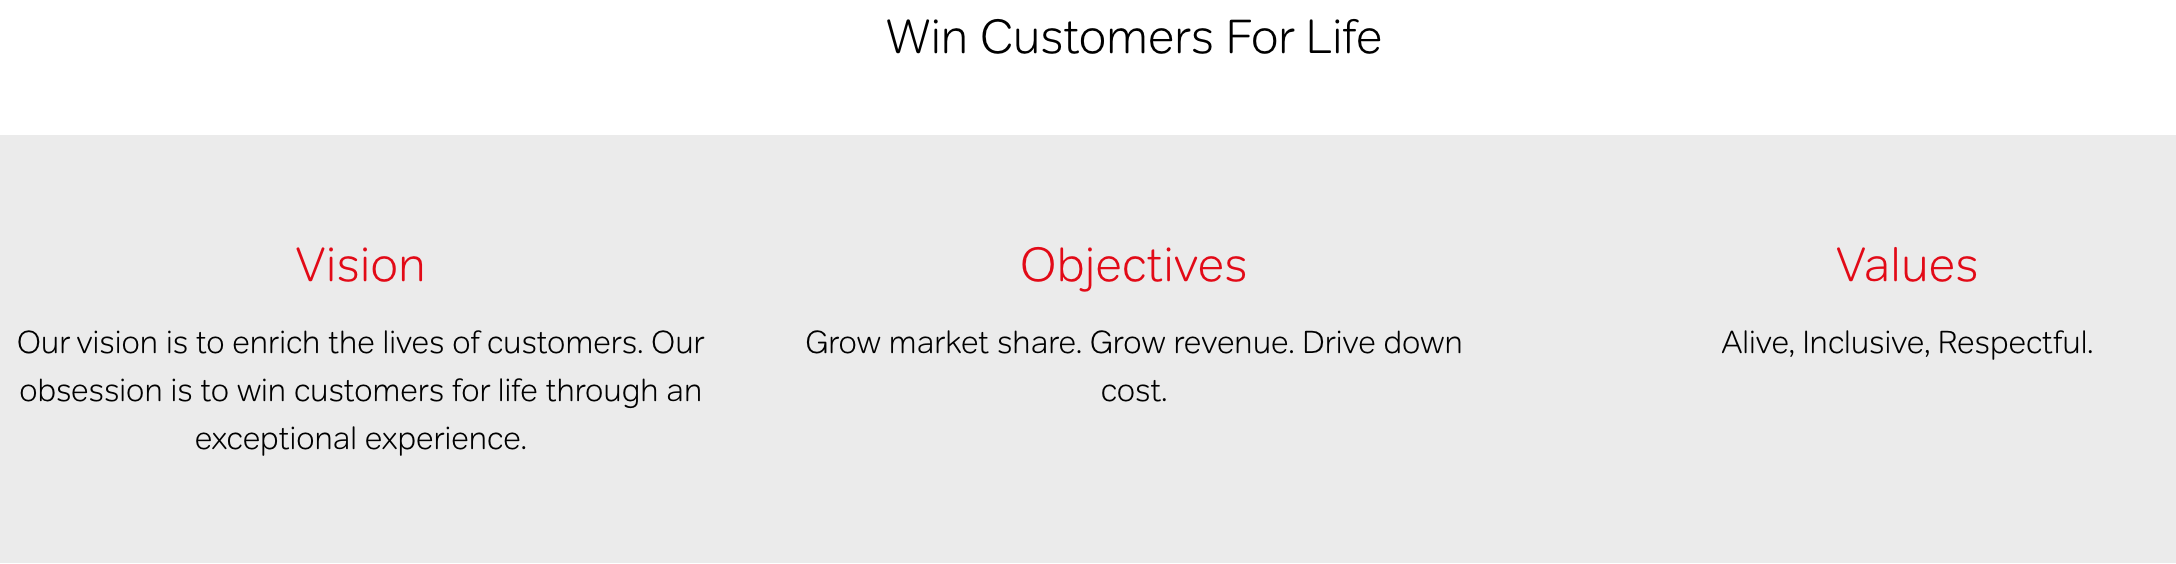 Win Customers For Life
Vision
Our vision is to enrich the lives of customers. Our
obsession is to win customers for life through an
exceptional experience.
Objectives
Grow market share. Grow revenue. Drive down
cost.
Values
Alive, Inclusive, Respectful.